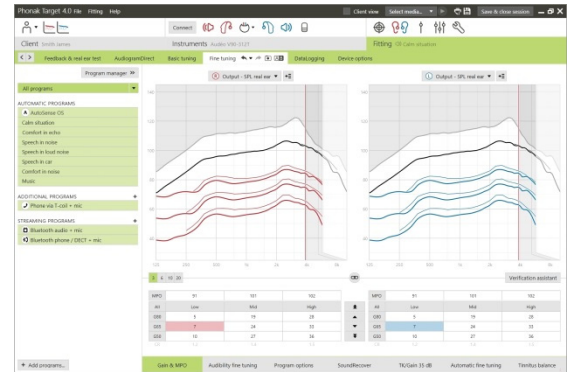 Phonak Target 4.0 File Fitting Help
Client view Select media... Save & close session
Connect
Client Smith James
Instruments Audéo V90-312T
Fitting Calm situation
Feedback & real ear test AudiogramDirect Basic tuning Fine tuning DataLogging Device options
Program manager
All programs
AUTOMATIC PROGRAMS
AutoSense OS
Calm situation
Comfort in echo
Speech in noise
Speech in loud noise
Speech in car
Comfort in noise
Music
ADDITIONAL PROGRAMS
Phone via T-coil + mic
STREAMING PROGRAMS
Bluetooth audio + mic
Bluetooth phone / DECT + mic
+ Add programs...
Output - SPL real ear
Output - SPL real ear
Verification assistant
MPO 91 101 102
All Low Mid High
G80 5 19 28
G65 7 24 33
G50 10 27 36
MPO 91 101 102
All Low Mid High
G80 5 19 28
G65 7 24 33
G50 10 27 36
Gain & MPO Audibility fine tuning Program options SoundRecover TK/Gain 35 dB Automatic fine tuning Tinnitus balance